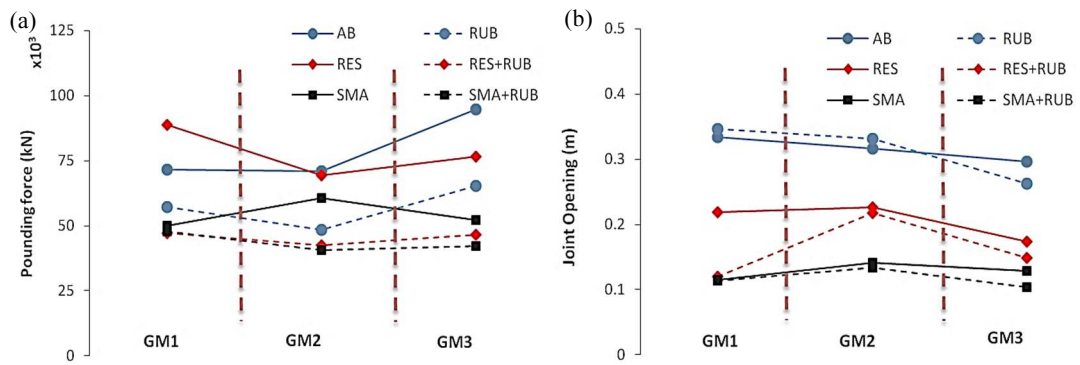 (a)
125
x10³
100
75
50
25
0
Pounding force (kN)
AB
RUB
RES
RES+RUB
SMA
SMA+RUB
GM1
GM2
GM3
(b)
0.5
0.4
0.3
0.2
0.1
0
Joint Opening (m)
AB
RUB
RES
RES+RUB
SMA
SMA+RUB
GM1
GM2
GM3